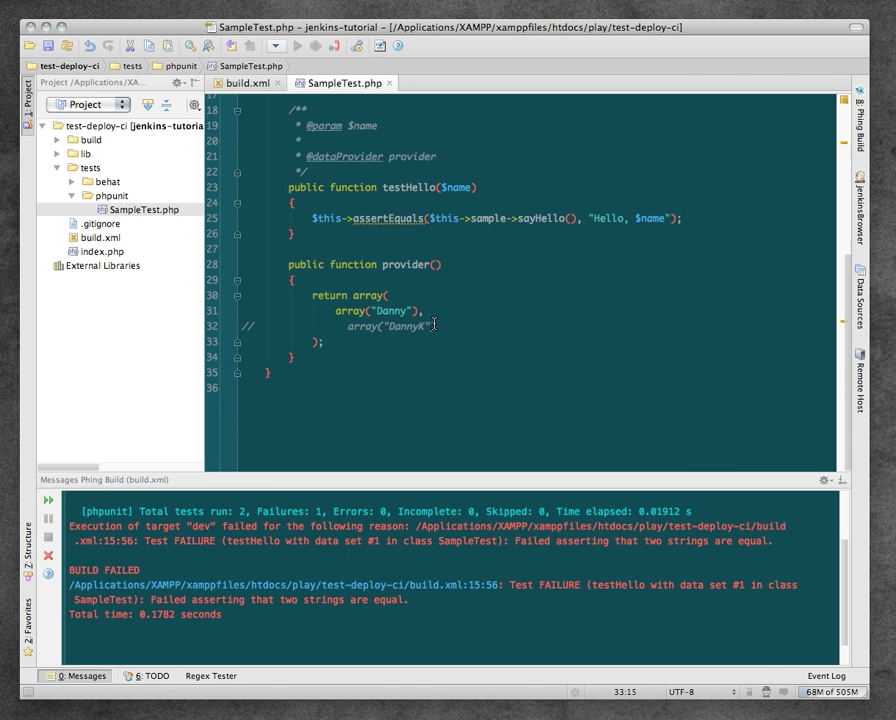 SampleTest.php - jenkins-tutorial - [/Applications/XAMPP/xamppfiles/htdocs/play/test-deploy-ci]
test-deploy-ci tests phpunit SampleTest.php
Project /Applications/XA...
build.xml SampleTest.php
Project
test-deploy-ci [jenkins-tutoria
build
lib
tests
behat
phpunit
SampleTest.php
.gitignore
build.xml
index.php
External Libraries
1: Project
17
18 /**
19 * @param $name
20 *
21 * @dataProvider provider
22 */
23 public function testHello($name)
24 {
25 $this->assertEquals($this->sample->sayHello(), "Hello, $name");
26 }
27
28 public function provider()
29 {
30 return array(
31 array("Danny"),
32 // array("DannyK"
33 );
34 }
35 }
36
8: Phing Build
JenkinsBrowser
Data Sources
Remote Host
Messages Phing Build (build.xml)
[phpunit] Total tests run: 2, Failures: 1, Errors: 0, Incomplete: 0, Skipped: 0, Time elapsed: 0.01912 s
Execution of target "dev" failed for the following reason: /Applications/XAMPP/xamppfiles/htdocs/play/test-deploy-ci/build
.xml:15:56: Test FAILURE (testHello with data set #1 in class SampleTest): Failed asserting that two strings are equal.
BUILD FAILED
/Applications/XAMPP/xamppfiles/htdocs/play/test-deploy-ci/build.xml:15:56: Test FAILURE (testHello with data set #1 in class
SampleTest): Failed asserting that two strings are equal.
Total time: 0.1782 seconds
Z: Structure
2: Favorites
0: Messages 6: TODO Regex Tester Event Log
33:15 UTF-8 68M of 505M